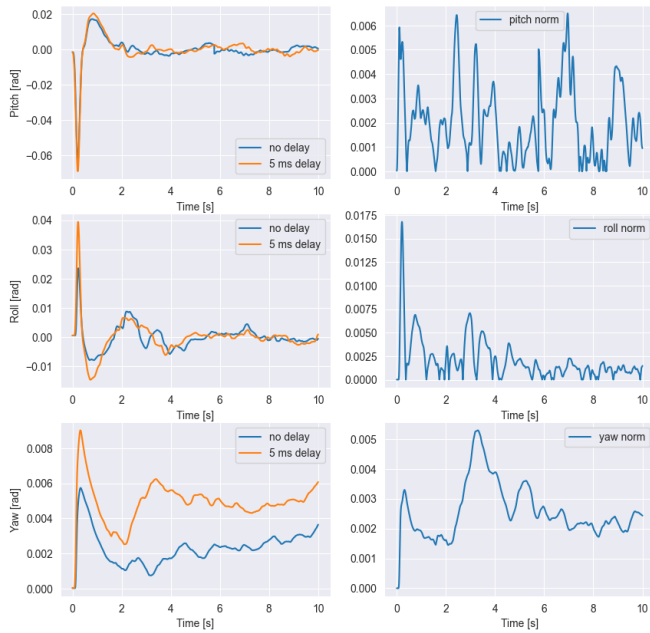 0.02
0.00
−0.02
−0.04
−0.06
Pitch [rad]
no delay
5 ms delay
0 2 4 6 8 10
Time [s]
0.006
0.005
0.004
0.003
0.002
0.001
0.000
pitch norm
0 2 4 6 8 10
Time [s]
0.04
0.03
0.02
0.01
0.00
−0.01
Roll [rad]
no delay
5 ms delay
0 2 4 6 8 10
Time [s]
0.0175
0.0150
0.0125
0.0100
0.0075
0.0050
0.0025
0.0000
roll norm
0 2 4 6 8 10
Time [s]
0.008
0.006
0.004
0.002
0.000
Yaw [rad]
no delay
5 ms delay
0 2 4 6 8 10
Time [s]
0.005
0.004
0.003
0.002
0.001
0.000
yaw norm
0 2 4 6 8 10
Time [s]